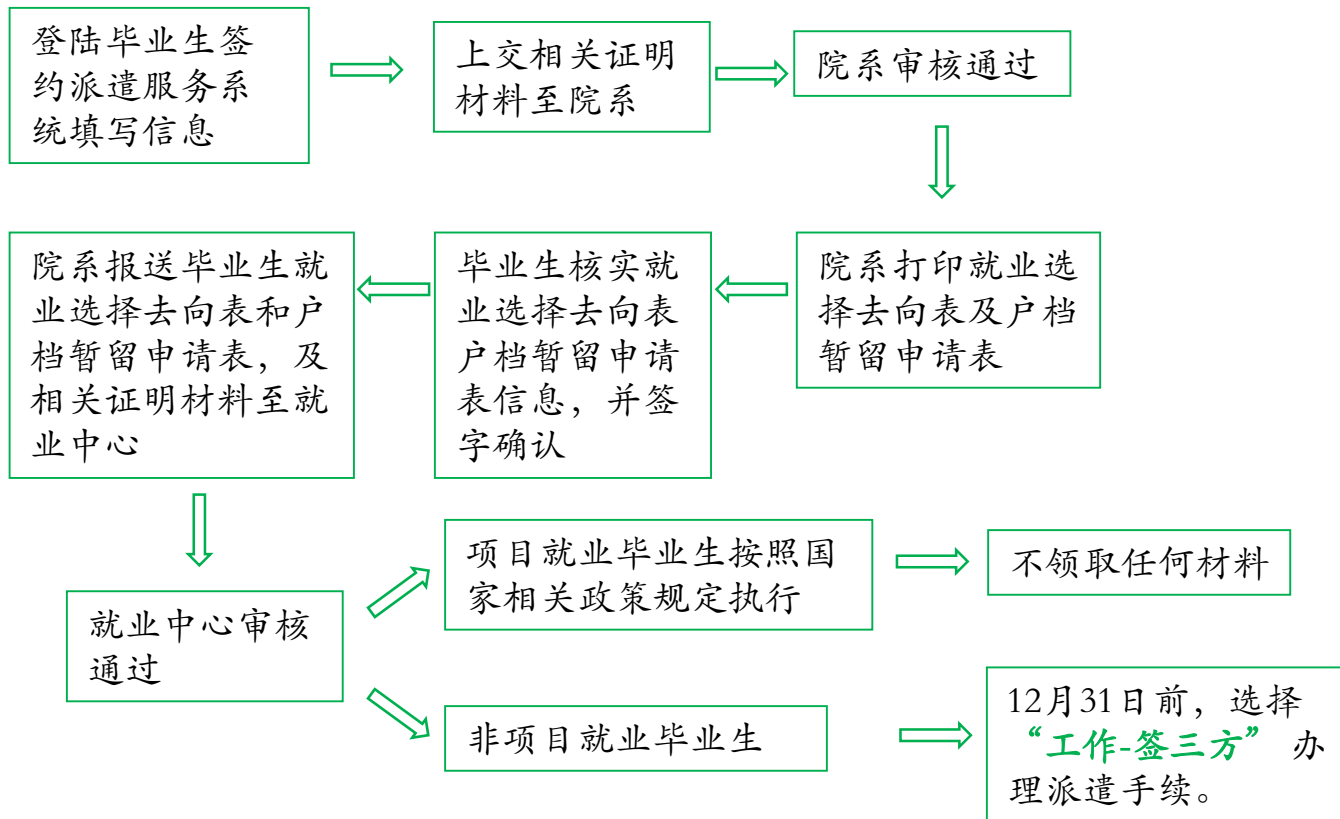 登陆毕业生签
约派遣服务系
统填写信息
上交相关证明
材料至院系
院系审核通过
院系打印就业选
择去向表及户档
暂留申请表
毕业生核实就
业选择去向表
户档暂留申请
表信息，并签
字确认
院系报送毕业生就
业选择去向表和户
档暂留申请表，及
相关证明材料至就
业中心
就业中心审核
通过
项目就业毕业生按照国
家相关政策规定执行
不领取任何材料
非项目就业毕业生
12月31日前，选择
“工作-签三方” 办
理派遣手续。